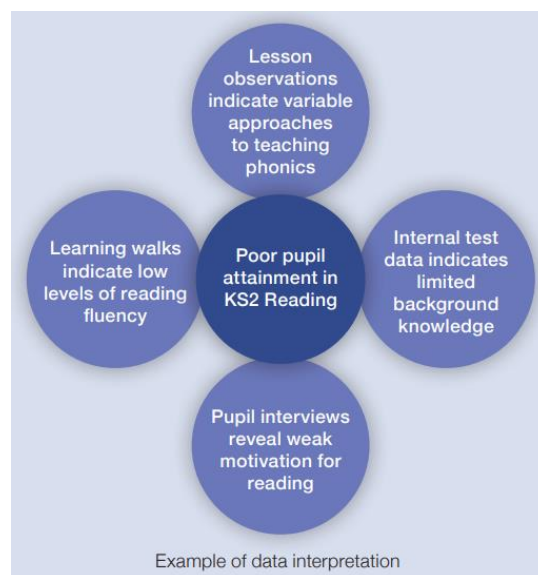 Lesson
observations
indicate variable
approaches
to teaching
phonics
Learning walks
indicate low
levels of reading
fluency
Poor pupil
attainment in
KS2 Reading
Internal test
data indicates
limited
background
knowledge
Pupil interviews
reveal weak
motivation for
reading
Example of data interpretation